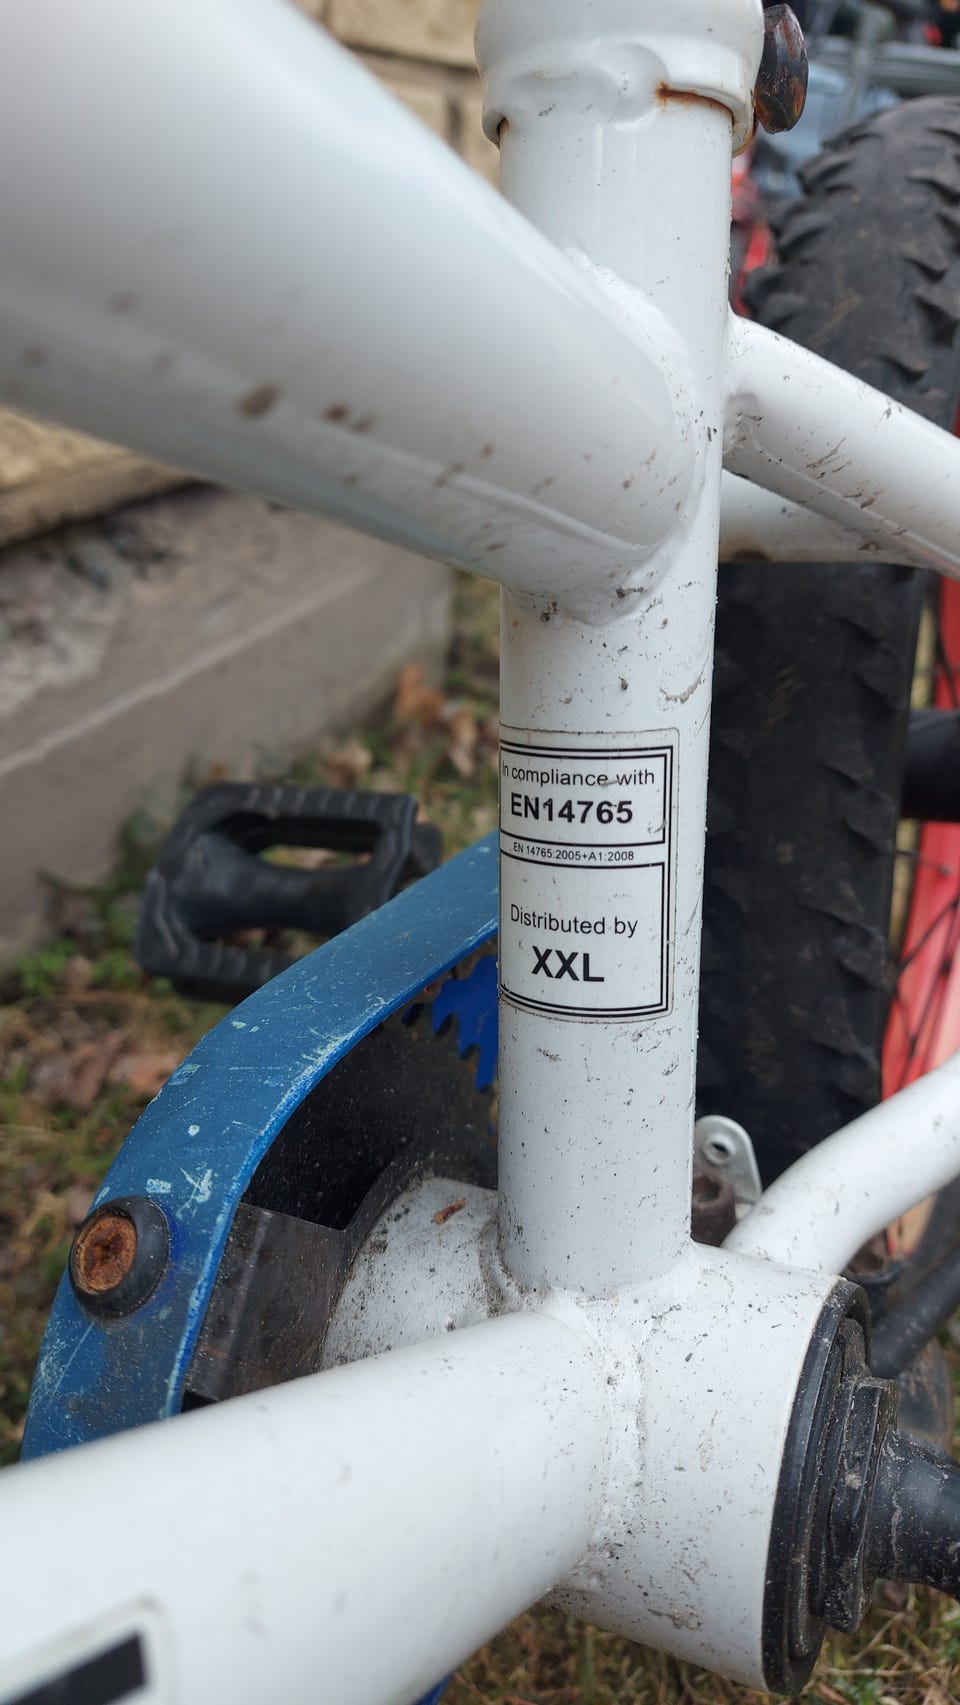 In compliance with
EN14765
EN 14765:2005+A1:2008
Distributed by
XXL